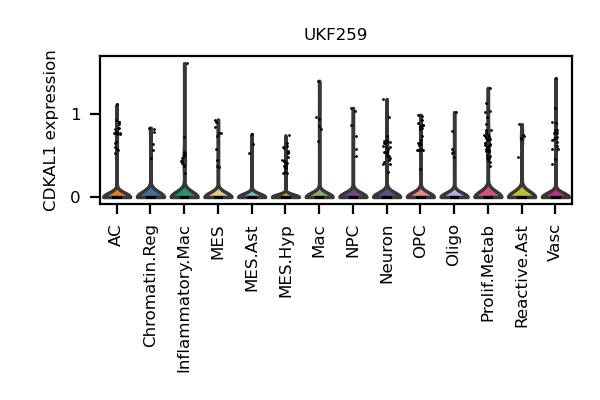 UKF259
CDKAL1 expression
1
0
AC
Chromatin.Reg
Inflammatory.Mac
MES
MES.Ast
MES.Hyp
Mac
NPC
Neuron
OPC
Oligo
Prolif.Metab
Reactive.Ast
Vasc